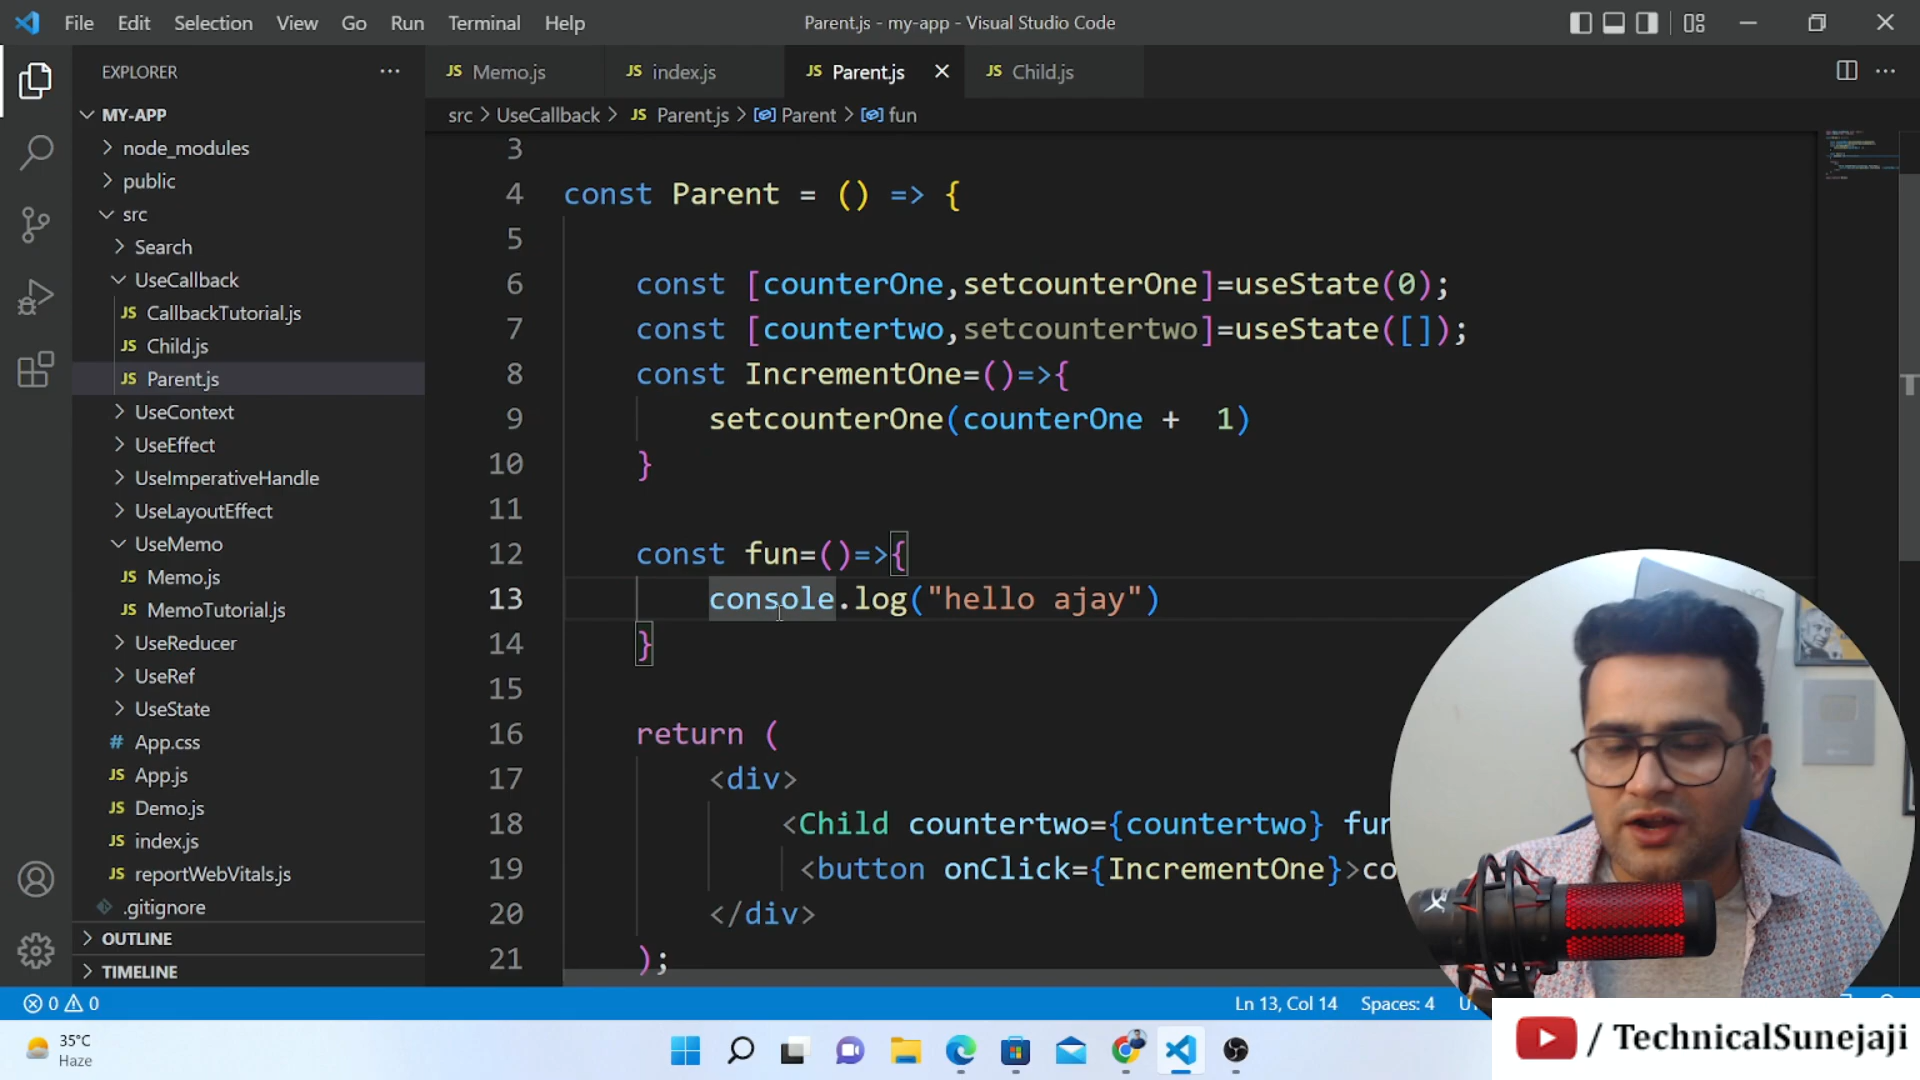 File Edit Selection View Go Run Terminal Help
Parent.js - my-app - Visual Studio Code
EXPLORER
MY-APP
node_modules
public
src
Search
UseCallback
JS CallbackTutorial.js
JS Child.js
JS Parent.js
UseContext
UseEffect
UseImperativeHandle
UseLayoutEffect
UseMemo
JS Memo.js
JS MemoTutorial.js
UseReducer
UseRef
UseState
# App.css
JS App.js
JS Demo.js
JS index.js
JS reportWebVitals.js
.gitignore
OUTLINE
TIMELINE
JS Memo.js JS index.js JS Parent.js JS Child.js
src > UseCallback > JS Parent.js > Parent > fun
3
4 const Parent = () => {
5
6 const [counterOne,setcounterOne]=useState(0);
7 const [countertwo,setcountertwo]=useState([]);
8 const IncrementOne=()=>{
9 setcounterOne(counterOne + 1)
10 }
11
12 const fun=()=>{
13 console.log("hello ajay")
14 }
15
16 return (
17 <div>
18 <Child countertwo={countertwo} fun
19 <button onClick={IncrementOne}>co
20 </div>
21 );
0 0
Ln 13, Col 14 Spaces: 4
35°C
Haze
/ TechnicalSunejaji